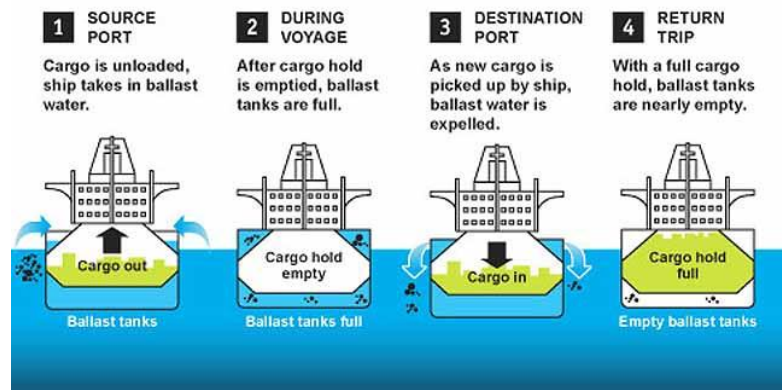 1 SOURCE
PORT
Cargo is unloaded,
ship takes in ballast
water.
Cargo out
Ballast tanks
2 DURING
VOYAGE
After cargo hold
is emptied, ballast
tanks are full.
Cargo hold
empty
Ballast tanks full
3 DESTINATION
PORT
As new cargo is
picked up by ship,
ballast water is
expelled.
Cargo in
4 RETURN
TRIP
With a full cargo
hold, ballast tanks
are nearly empty.
Cargo hold
full
Empty ballast tanks